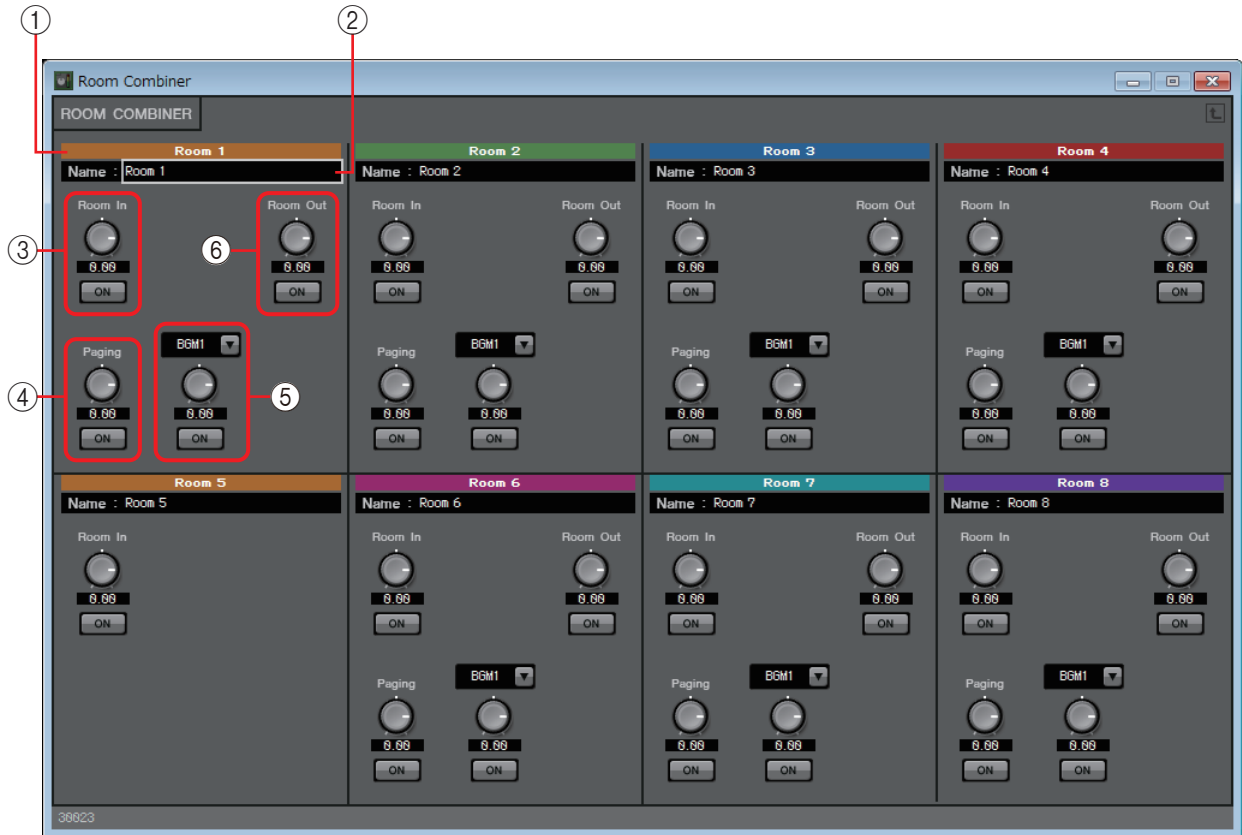 ① ②
Room Combiner
ROOM COMBINER
Room 1 Room 2 Room 3 Room 4
Name : Room 1 Name : Room 2 Name : Room 3 Name : Room 4
Room In Room Out Room In Room Out Room In Room Out Room In Room Out
③ ⑥
0.00 0.00 0.00 0.00 0.00 0.00 0.00 0.00
ON ON ON ON ON ON ON ON
Paging BGM1 Paging BGM1 Paging BGM1 Paging BGM1
④ ⑤
0.00 0.00 0.00 0.00 0.00 0.00 0.00 0.00
ON ON ON ON ON ON ON ON
Room 5 Room 6 Room 7 Room 8
Name : Room 5 Name : Room 6 Name : Room 7 Name : Room 8
Room In Room In Room Out Room In Room Out Room In Room Out
0.00 0.00 0.00 0.00 0.00 0.00 0.00
ON ON ON ON ON ON ON
Paging BGM1 Paging BGM1 Paging BGM1
0.00 0.00 0.00 0.00 0.00 0.00
ON ON ON ON ON ON
30023